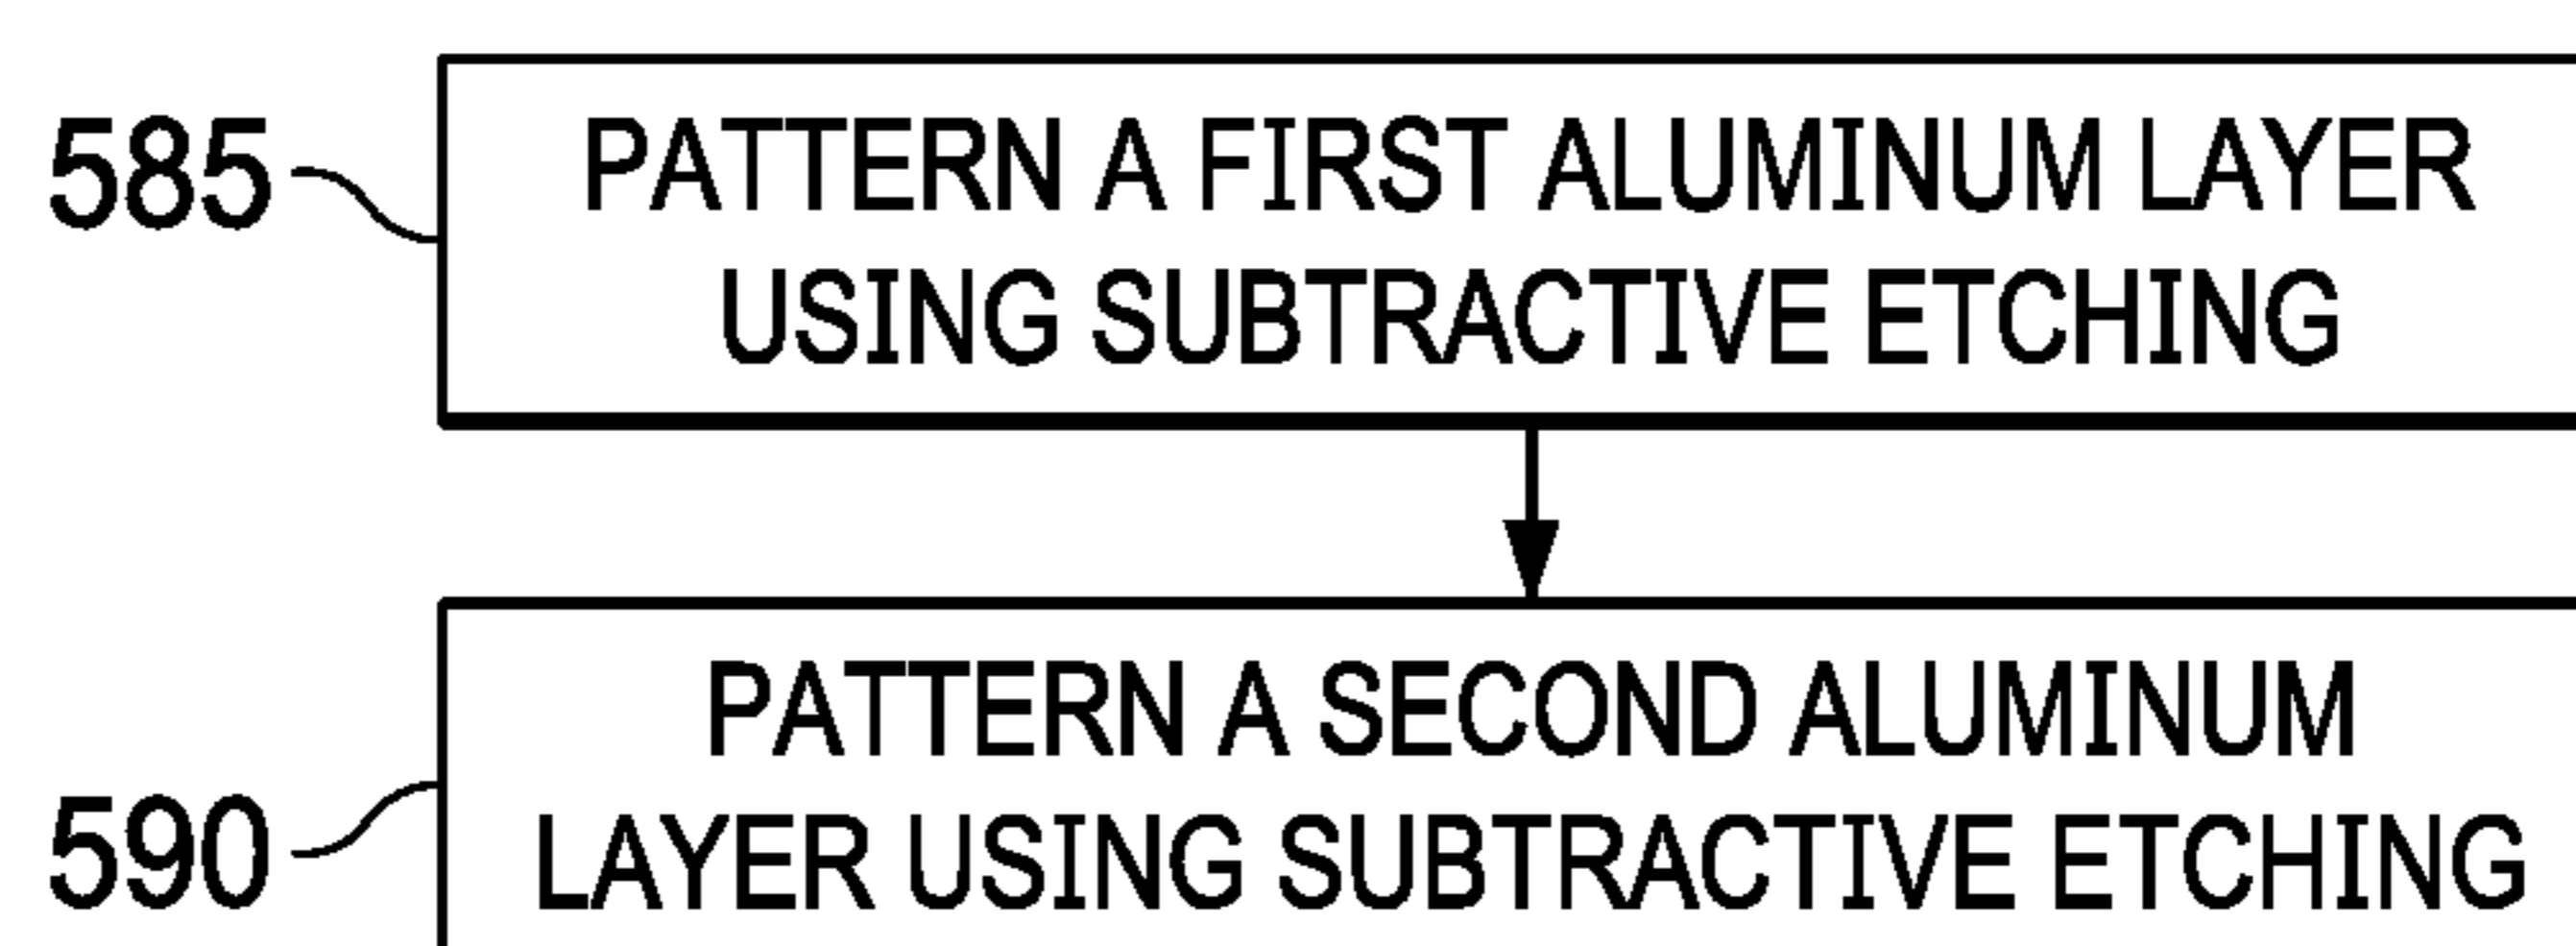 585
PATTERN A FIRST ALUMINUM LAYER
USING SUBTRACTIVE ETCHING
590
PATTERN A SECOND ALUMINUM
LAYER USING SUBTRACTIVE ETCHING